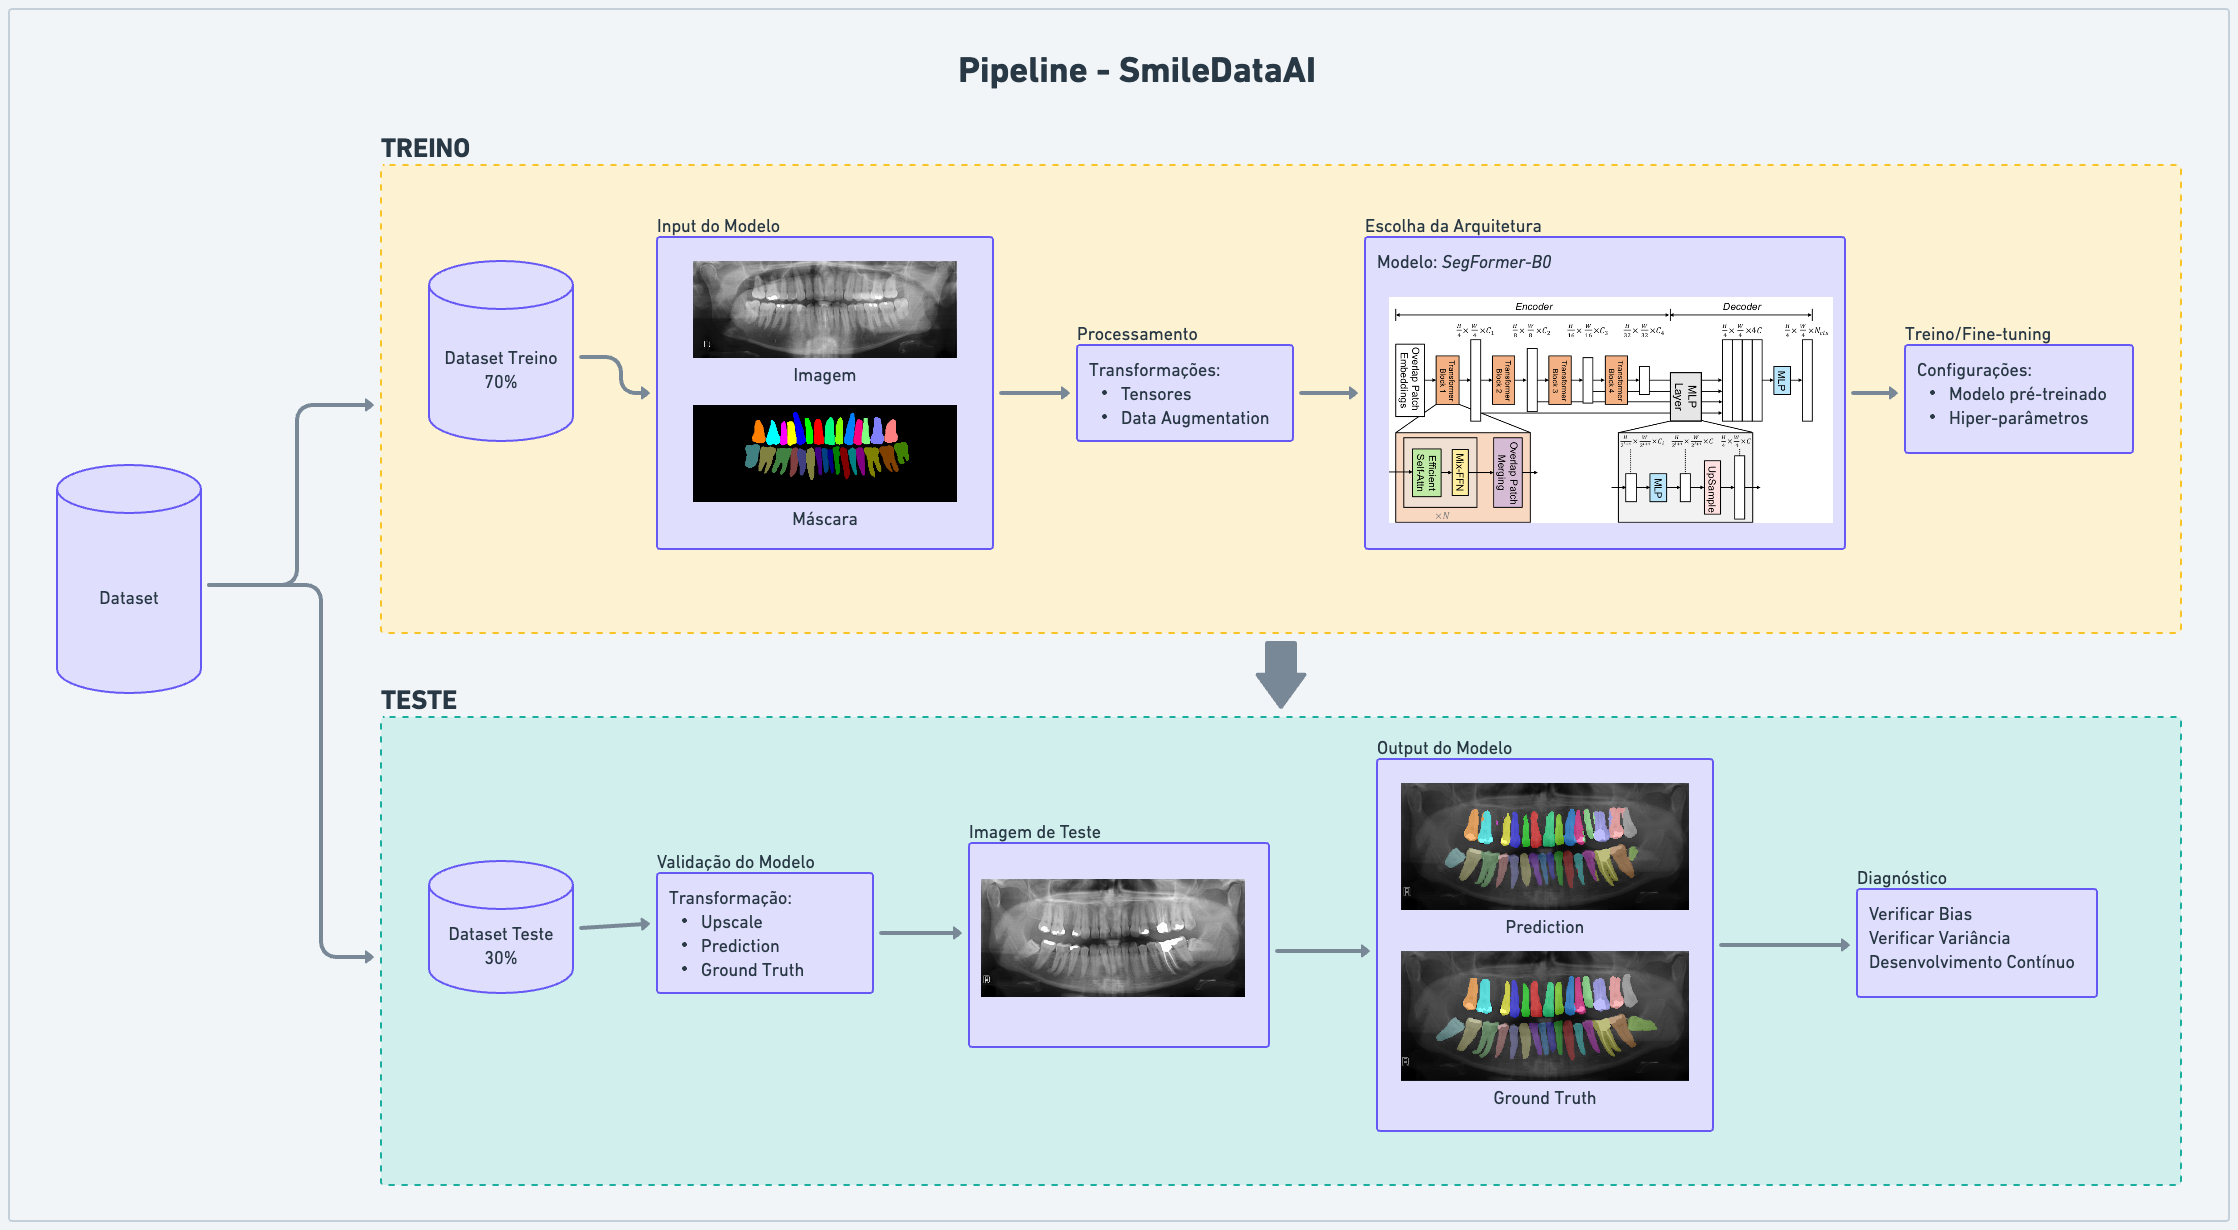 Pipeline - SmileDataAI
TREINO
Dataset
Dataset Treino
70%
Input do Modelo
Imagem
Máscara
Processamento
Transformações:
• Tensores
• Data Augmentation
Escolha da Arquitetura
Modelo: SegFormer-B0
Encoder
Decoder
Overlap Patch
Embeddings
Transformer
Block 1
Transformer
Block 2
Transformer
Block 3
Transformer
Block 4
MLP
Layer
MLP
Efficient
Self-Attn
Mix-FFN
Overlap Patch
Merging
×N
MLP
UpSample
Treino/Fine-tuning
Configurações:
• Modelo pré-treinado
• Hiper-parâmetros
TESTE
Dataset Teste
30%
Validação do Modelo
Transformação:
• Upscale
• Prediction
• Ground Truth
Imagem de Teste
Output do Modelo
Prediction
Ground Truth
Diagnóstico
Verificar Bias
Verificar Variância
Desenvolvimento Contínuo